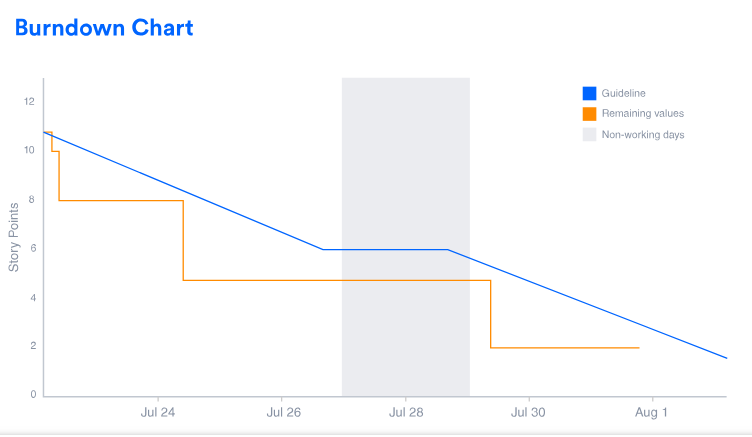 Burndown Chart
Guideline
Remaining values
Non-working days
Story Points
12
10
8
6
4
2
0
Jul 24
Jul 26
Jul 28
Jul 30
Aug 1